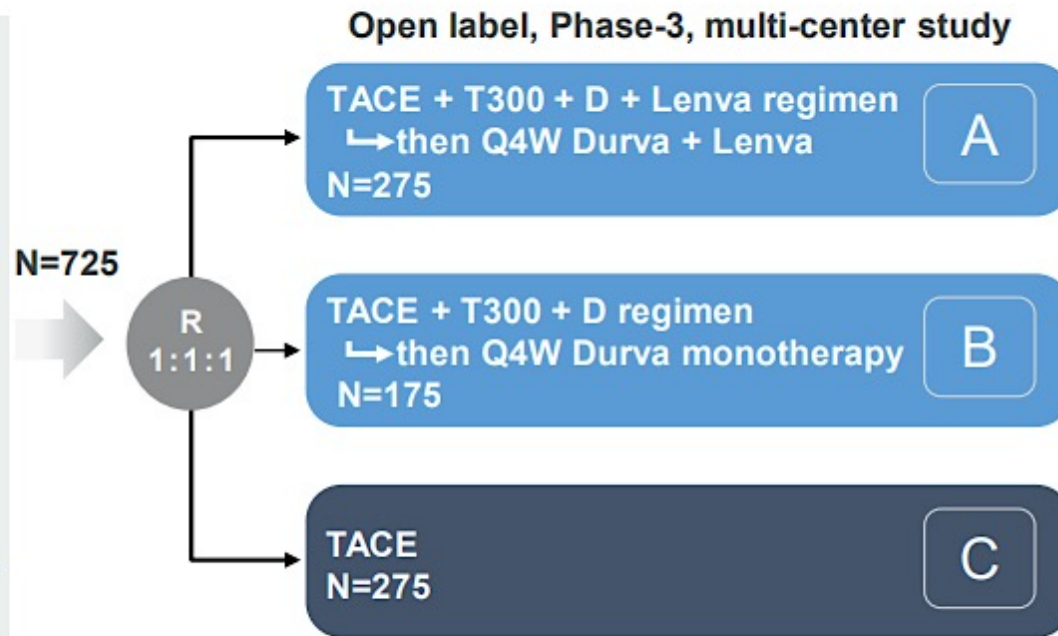 Open label, Phase-3, multi-center study
TACE + T300 + D + Lenva regimen
↳then Q4W Durva + Lenva
N=275
A
N=725
R
1:1:1
TACE + T300 + D regimen
↳then Q4W Durva monotherapy
N=175
B
TACE
N=275
C